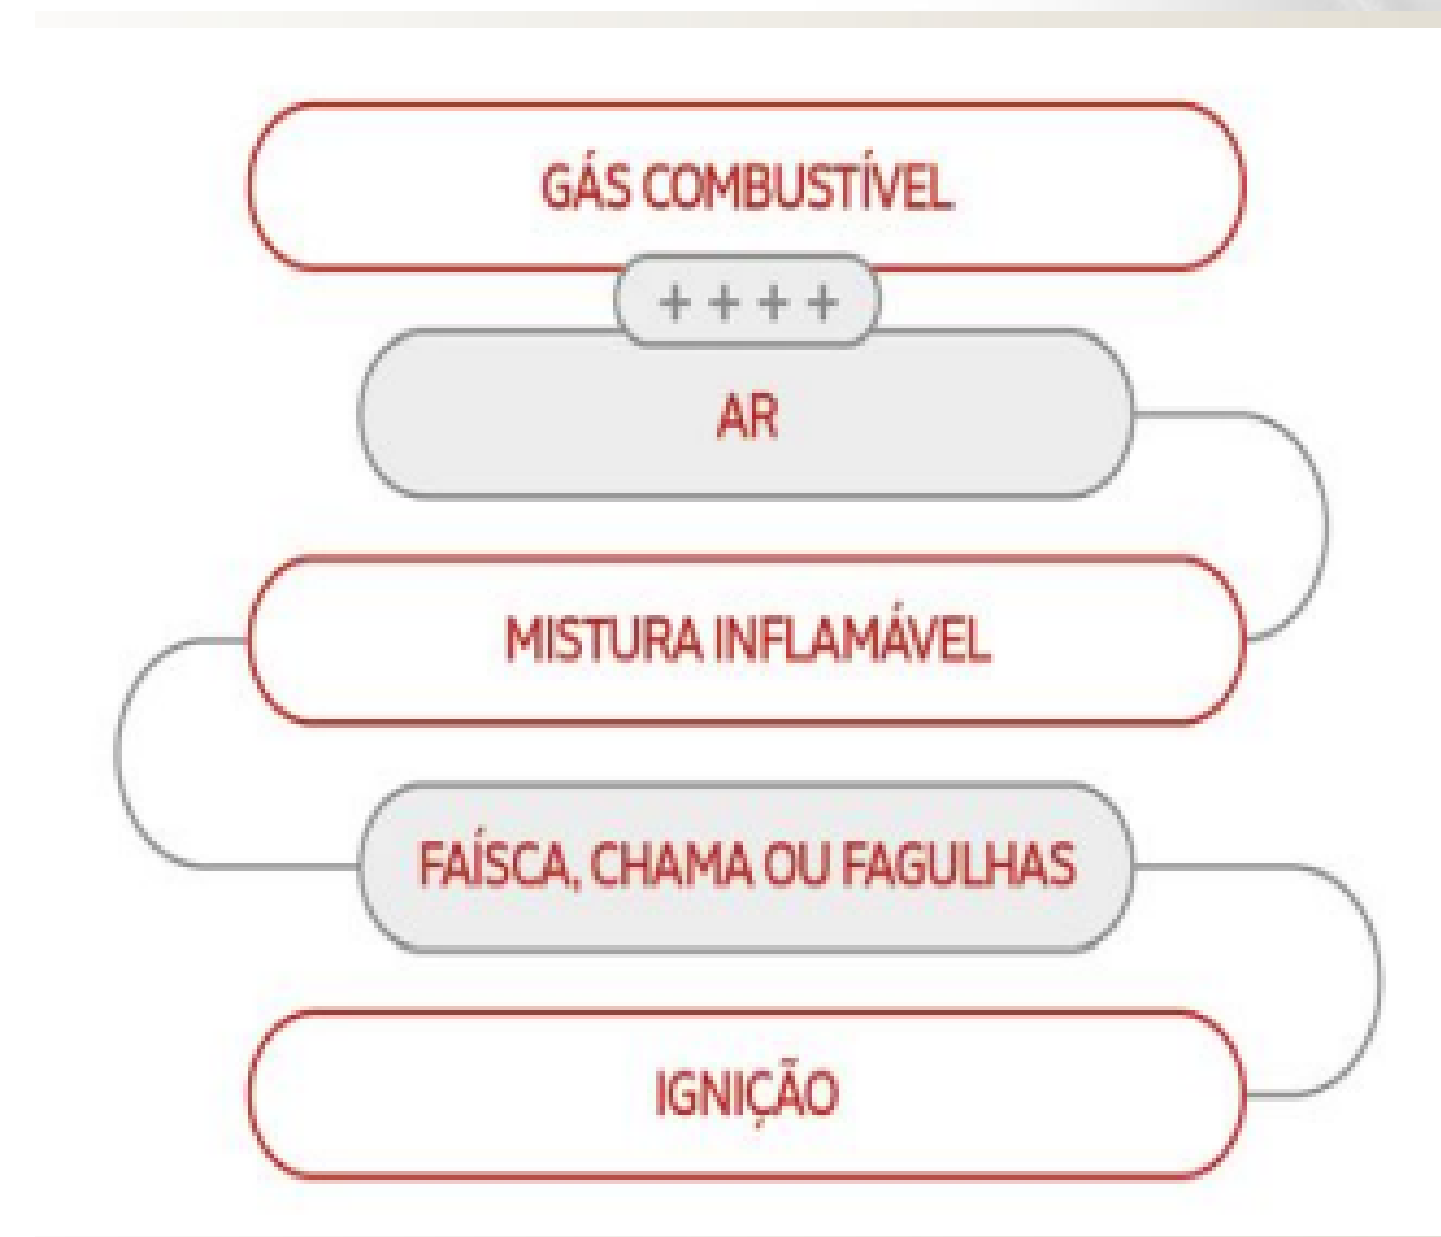 GÁS COMBUSTÍVEL
+ + + +
AR
MISTURA INFLAMÁVEL
FAÍSCA, CHAMA OU FAGULHAS
IGNIÇÃO